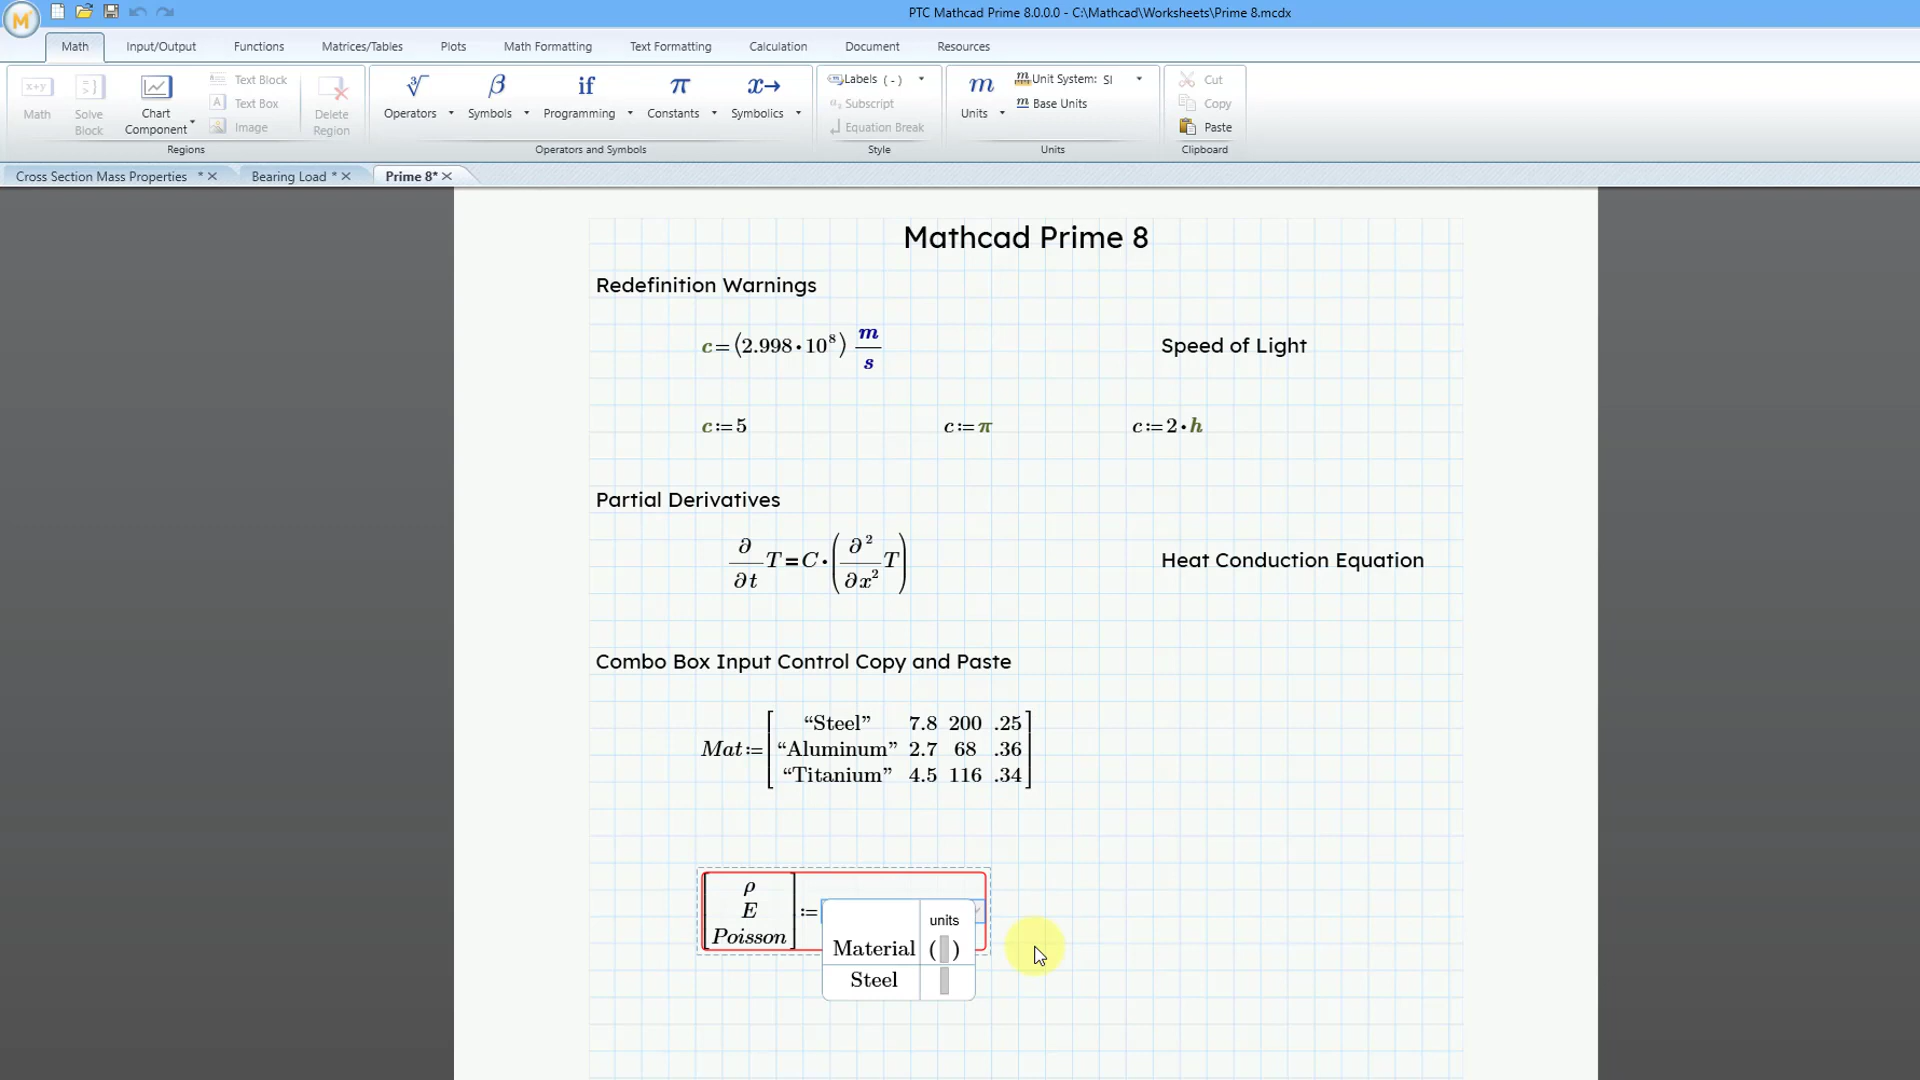 M
PTC Mathcad Prime 8.0.0.0 - C:\Mathcad\Worksheets\Prime 8.mcdx
Math Input/Output Functions Matrices/Tables Plots Math Formatting Text Formatting Calculation Document Resources
Math
Solve Block
Chart Component
Text Block
Text Box
Image
Delete Region
Regions
Operators
Symbols
if Programming
π Constants
Symbolics
Operators and Symbols
Labels ( - )
Subscript
Equation Break
Style
m Units
Unit System: SI
Base Units
Units
Cut
Copy
Paste
Clipboard
Cross Section Mass Properties * Bearing Load * Prime 8*
Mathcad Prime 8
Redefinition Warnings
c=(2.998•10⁸) m/s Speed of Light
c:=5 c:=π c:=2•h
Partial Derivatives
∂/∂t T=C•(∂²/∂x² T) Heat Conduction Equation
Combo Box Input Control Copy and Paste
“Steel” 7.8 200 .25
Mat:= “Aluminum” 2.7 68 .36
“Titanium” 4.5 116 .34
ρ
E :=
Poisson
units
Material ( )
Steel